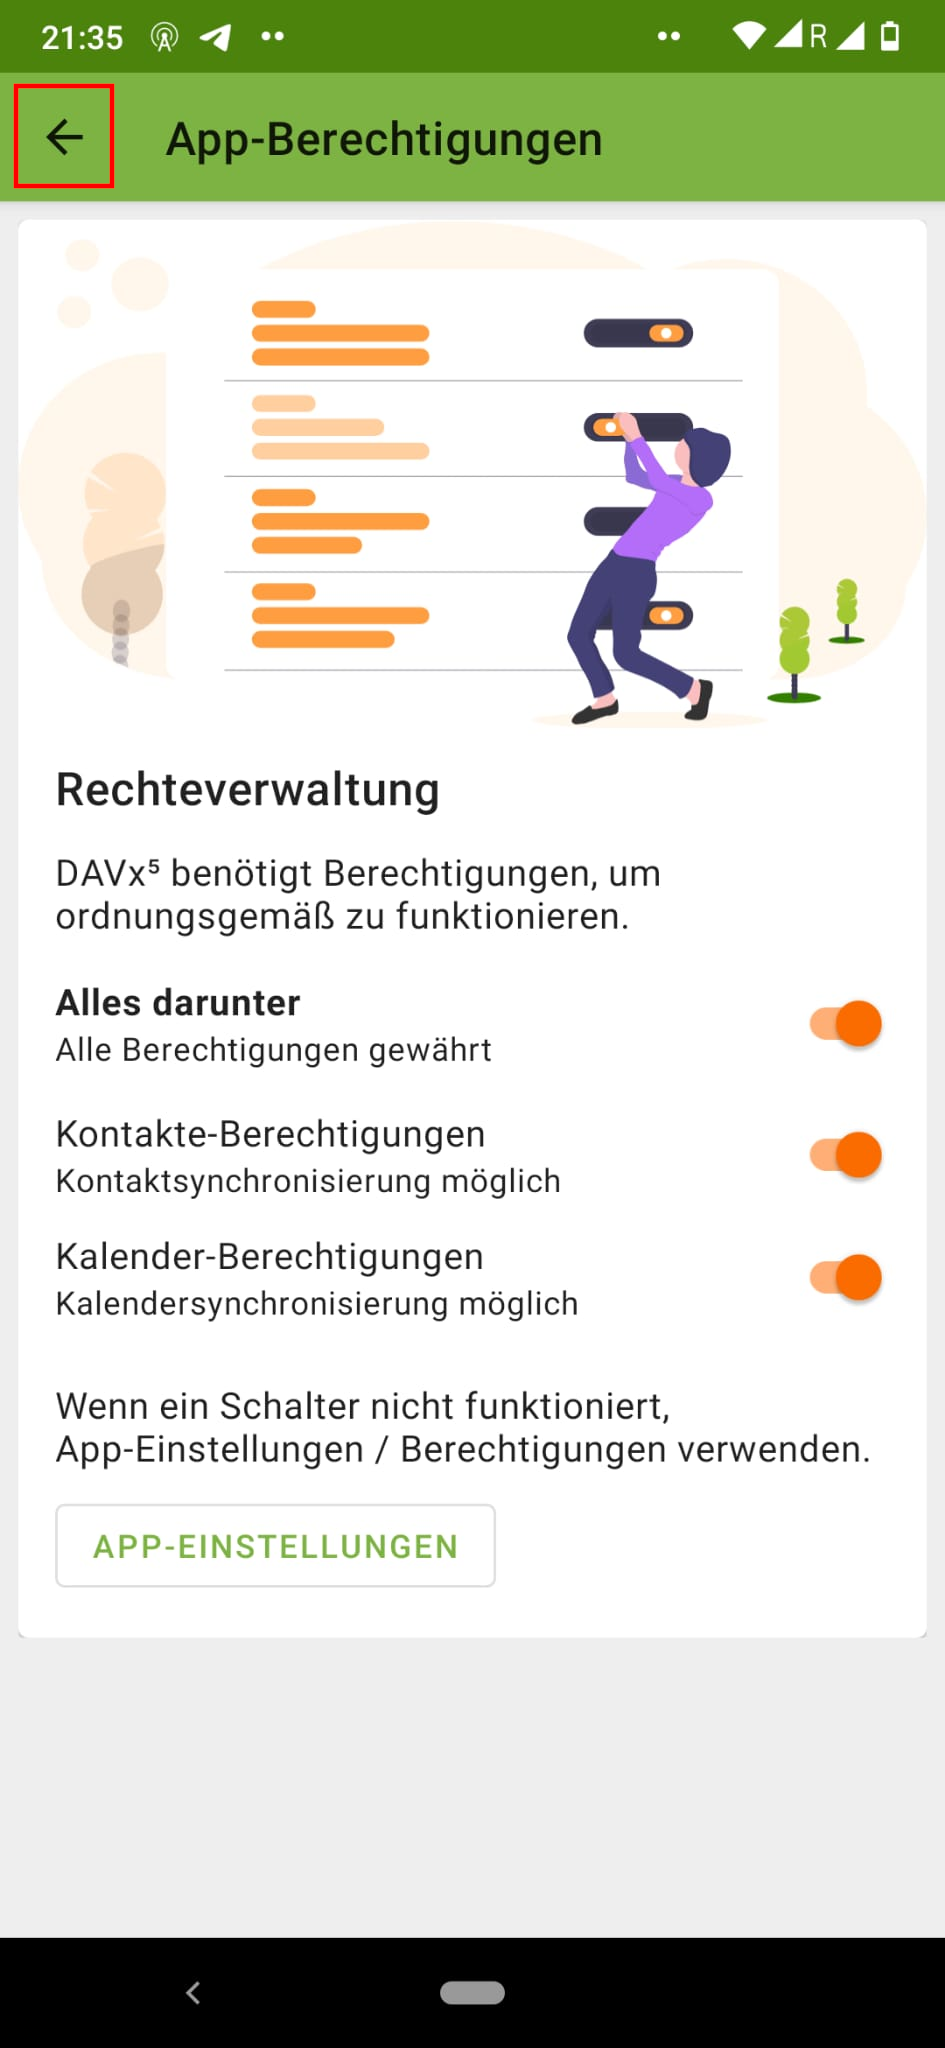 21:35
R
App-Berechtigungen
Rechteverwaltung
DAVx⁵ benötigt Berechtigungen, um
ordnungsgemäß zu funktionieren.
Alles darunter
Alle Berechtigungen gewährt
Kontakte-Berechtigungen
Kontaktsynchronisierung möglich
Kalender-Berechtigungen
Kalendersynchronisierung möglich
Wenn ein Schalter nicht funktioniert,
App-Einstellungen / Berechtigungen verwenden.
APP-EINSTELLUNGEN